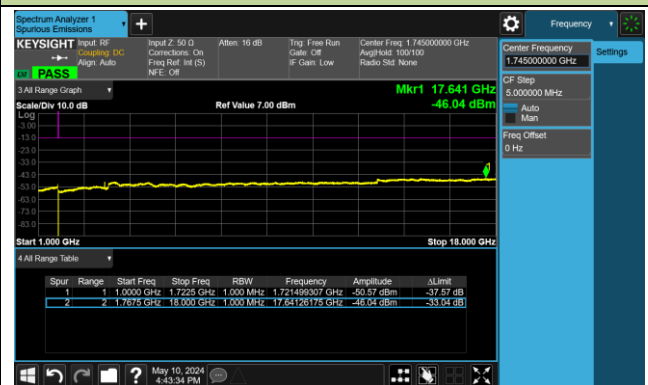 Spectrum Analyzer 1
Spurious Emissions
Frequency
KEYSIGHT
Input: RF
Coupling: DC
Align: Auto
Input Z: 50 Ω
Corrections: On
Freq Ref: Int (S)
NFE: Off
Atten: 16 dB
Trig: Free Run
Gate: Off
IF Gain: Low
Center Freq: 1.745000000 GHz
Avg|Hold: 100/100
Radio Std: None
PASS
Center Frequency
1.745000000 GHz
Settings
CF Step
5.000000 MHz
Auto
Man
Freq Offset
0 Hz
3 All Range Graph
Mkr1 17.641 GHz
Scale/Div 10.0 dB
Ref Value 7.00 dBm
-46.04 dBm
Log
-3.00
-13.0
-23.0
-33.0
-43.0
-53.0
-63.0
-73.0
-83.0
Start 1.000 GHz
Stop 18.000 GHz
4 All Range Table
Spur Range Start Freq Stop Freq RBW Frequency Amplitude ΔLimit
1 1 1.0000 GHz 1.7225 GHz 1.000 MHz 1.721499307 GHz -50.57 dBm -37.57 dB
2 2 1.7675 GHz 18.000 GHz 1.000 MHz 17.64126175 GHz -46.04 dBm -33.04 dB
?
May 10, 2024
4:43:34 PM